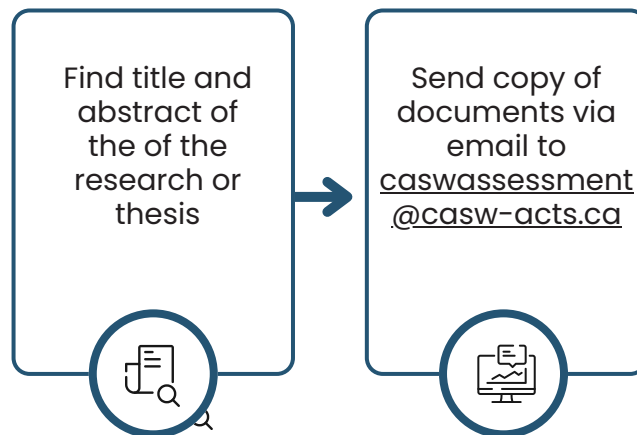 Find title and
abstract of
the of the
research or
thesis
Send copy of
documents via
email to
caswassessment
@casw-acts.ca